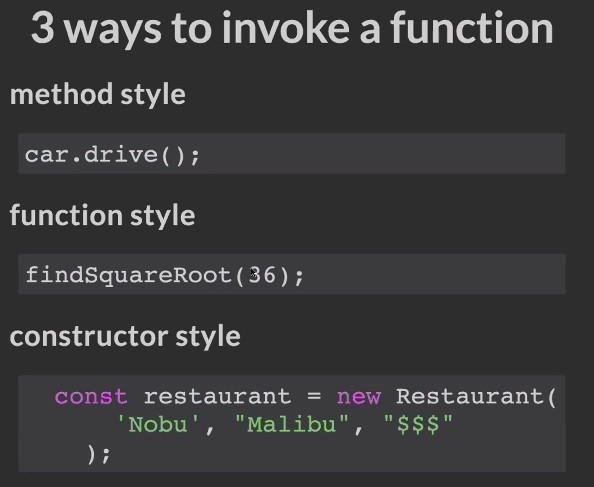 3 ways to invoke a function
method style
car.drive();
function style
findSquareRoot(36);
constructor style
const restaurant = new Restaurant(
'Nobu', "Malibu", "$$$"
);